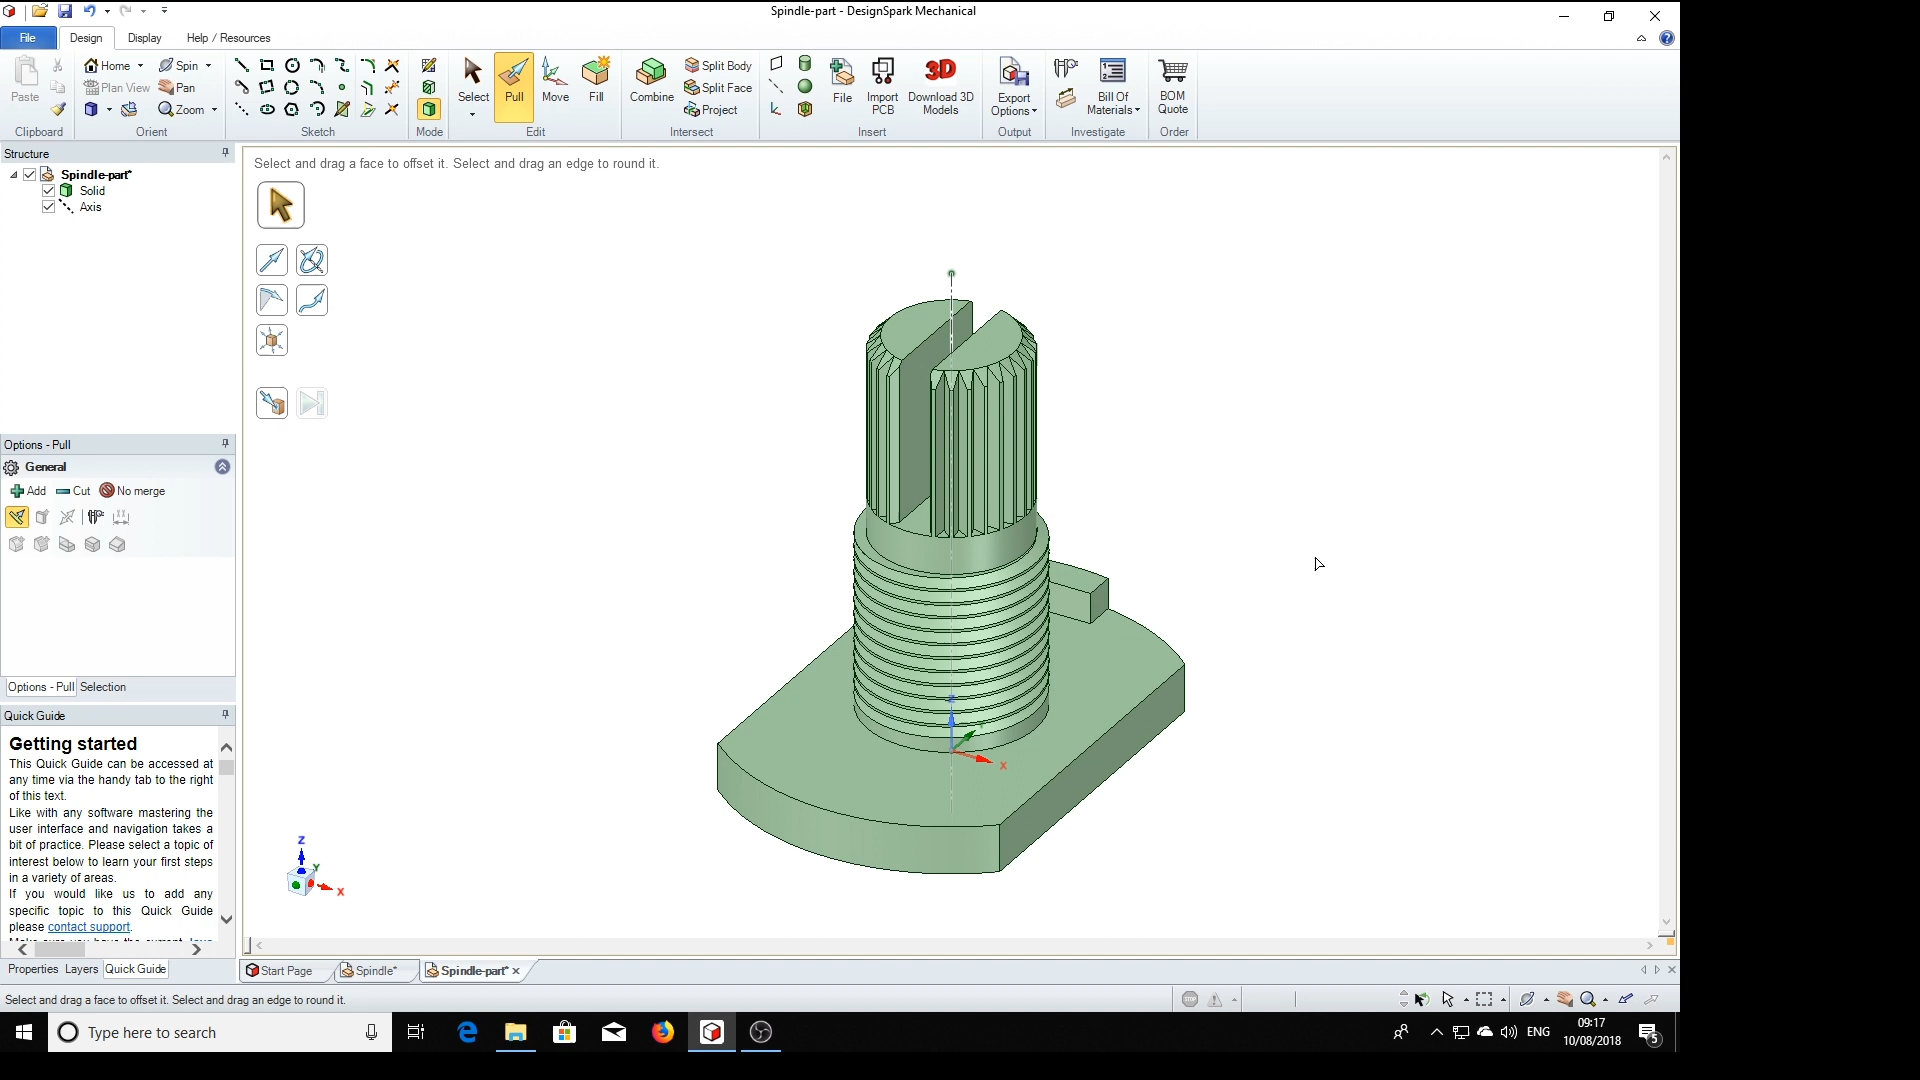 Spindle-part - DesignSpark Mechanical
File
Design
Display
Help / Resources
Paste
Clipboard
Home
Plan View
Spin
Pan
Zoom
Orient
Sketch
Mode
Select
Pull
Move
Fill
Edit
Combine
Split Body
Split Face
Project
Intersect
File
Import
PCB
Download 3D
Models
3D
Insert
Export
Options
Output
Bill Of
Materials
Investigate
BOM
Quote
Order
Structure
Spindle-part*
Solid
Axis
Select and drag a face to offset it. Select and drag an edge to round it.
Options - Pull
General
Add
Cut
No merge
Options - Pull
Selection
Quick Guide
Getting started
This Quick Guide can be accessed at
any time via the handy tab to the right
of this text.
Like with any software mastering the
user interface and navigation takes a
bit of practice. Please select a topic of
interest below to learn your first steps
in a variety of areas.
If you would like us to add any
specific topic to this Quick Guide
please contact support.
Properties
Layers
Quick Guide
Z
Y
X
Z
X
Start Page
Spindle*
Spindle-part*
Select and drag a face to offset it. Select and drag an edge to round it.
STOP
Type here to search
ENG
09:17
10/08/2018
5